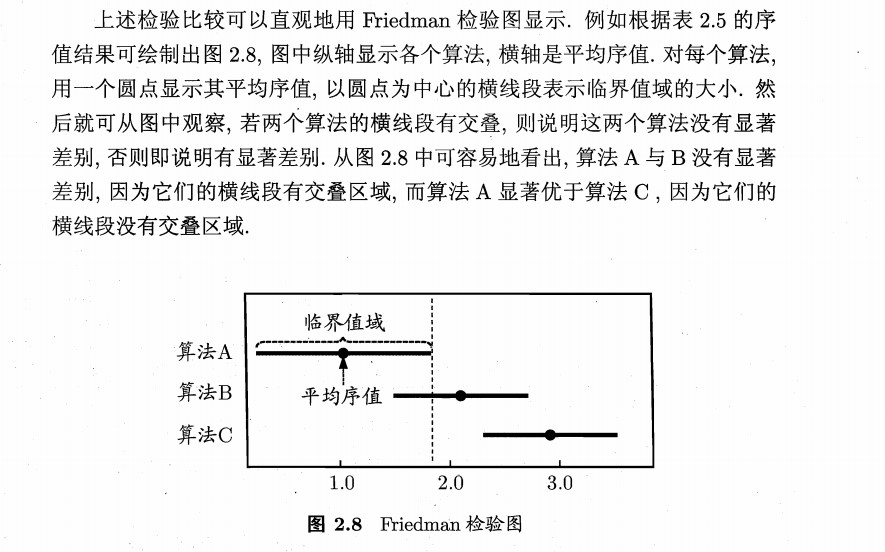 上述检验比较可以直观地用 Friedman 检验图显示. 例如根据表 2.5 的序
值结果可绘制出图 2.8, 图中纵轴显示各个算法, 横轴是平均序值. 对每个算法,
用一个圆点显示其平均序值, 以圆点为中心的横线段表示临界值域的大小. 然
后就可从图中观察, 若两个算法的横线段有交叠, 则说明这两个算法没有显著
差别, 否则即说明有显著差别. 从图 2.8 中可容易地看出, 算法 A 与 B 没有显著
差别, 因为它们的横线段有交叠区域, 而算法 A 显著优于算法 C , 因为它们的
横线段没有交叠区域.
临界值域
算法A
算法B
平均序值
算法C
1.0 2.0 3.0
图 2.8 Friedman 检验图